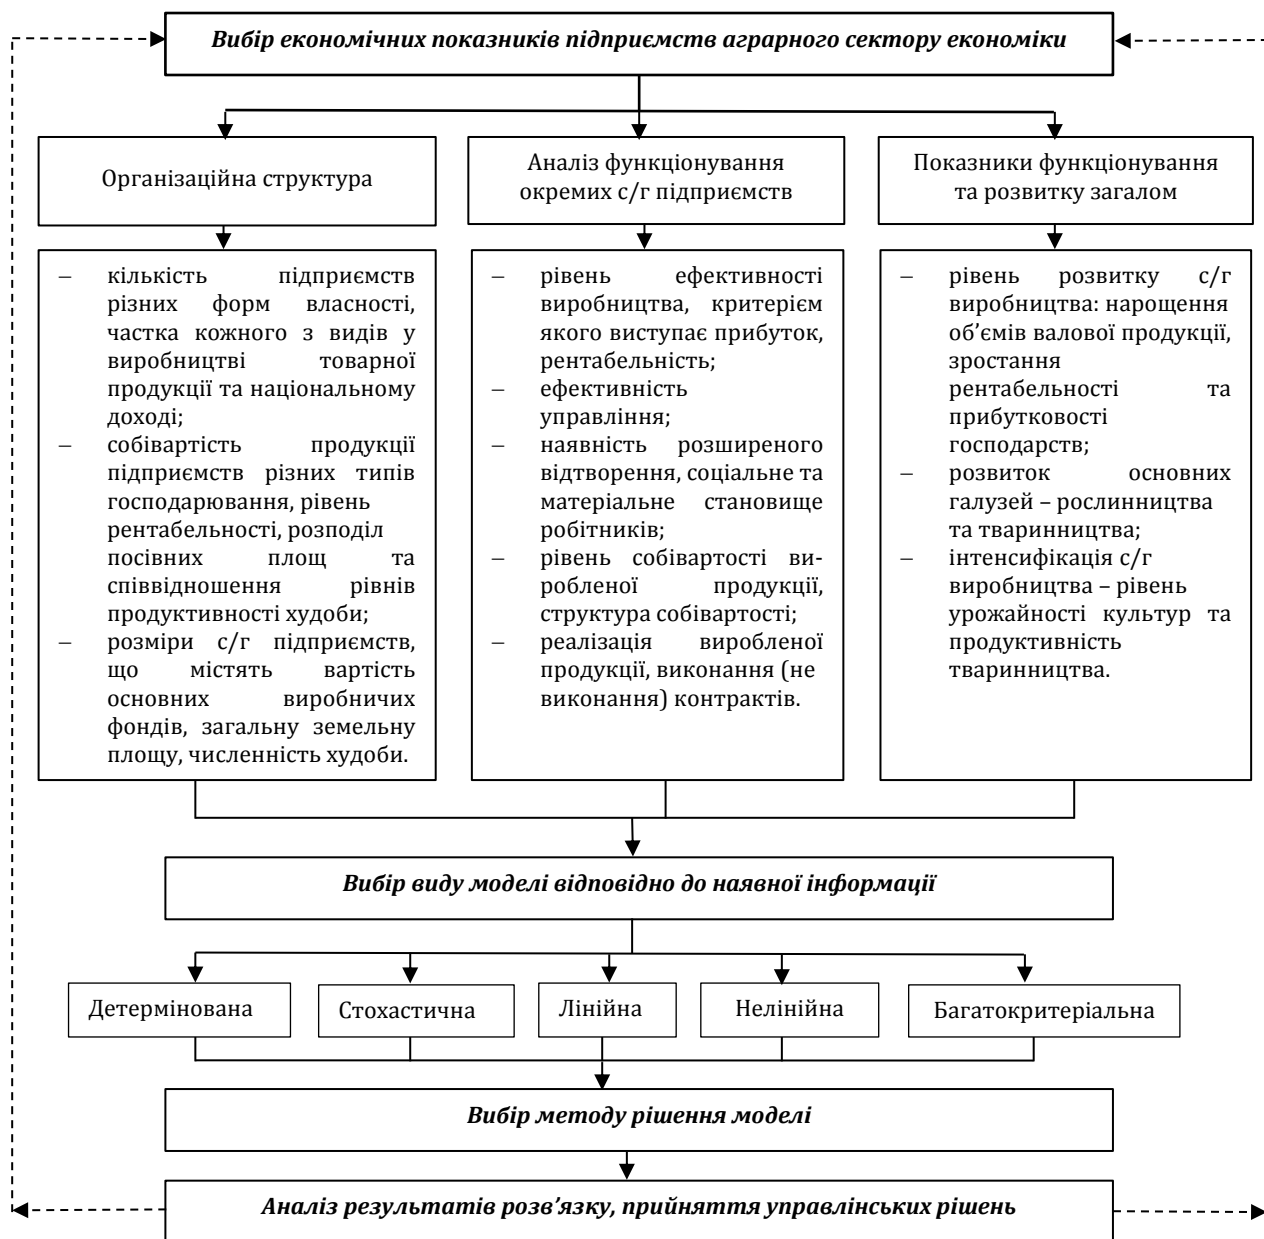 Вибір економічних показників підприємств аграрного сектору економіки
Організаційна структура
Аналіз функціонування
окремих с/г підприємств
Показники функціонування
та розвитку загалом
– кількість підприємств
різних форм власності,
частка кожного з видів у
виробництві товарної
продукції та національному
доході;
– собівартість продукції
підприємств різних типів
господарювання, рівень
рентабельності, розподіл
посівних площ та
співвідношення рівнів
продуктивності худоби;
– розміри с/г підприємств,
що містять вартість
основних виробничих
фондів, загальну земельну
площу, численність худоби.
– рівень ефективності
виробництва, критерієм
якого виступає прибуток,
рентабельність;
– ефективність
управління;
– наявність розширеного
відтворення, соціальне та
матеріальне становище
робітників;
– рівень собівартості ви-
робленої продукції,
структура собівартості;
– реалізація виробленої
продукції, виконання (не
виконання) контрактів.
– рівень розвитку с/г
виробництва: нарощення
об’ємів валової продукції,
зростання
рентабельності та
прибутковості
господарств;
– розвиток основних
галузей – рослинництва
та тваринництва;
– інтенсифікація с/г
виробництва – рівень
урожайності культур та
продуктивність
тваринництва.
Вибір виду моделі відповідно до наявної інформації
Детермінована
Стохастична
Лінійна
Нелінійна
Багатокритеріальна
Вибір методу рішення моделі
Аналіз результатів розв’язку, прийняття управлінських рішень